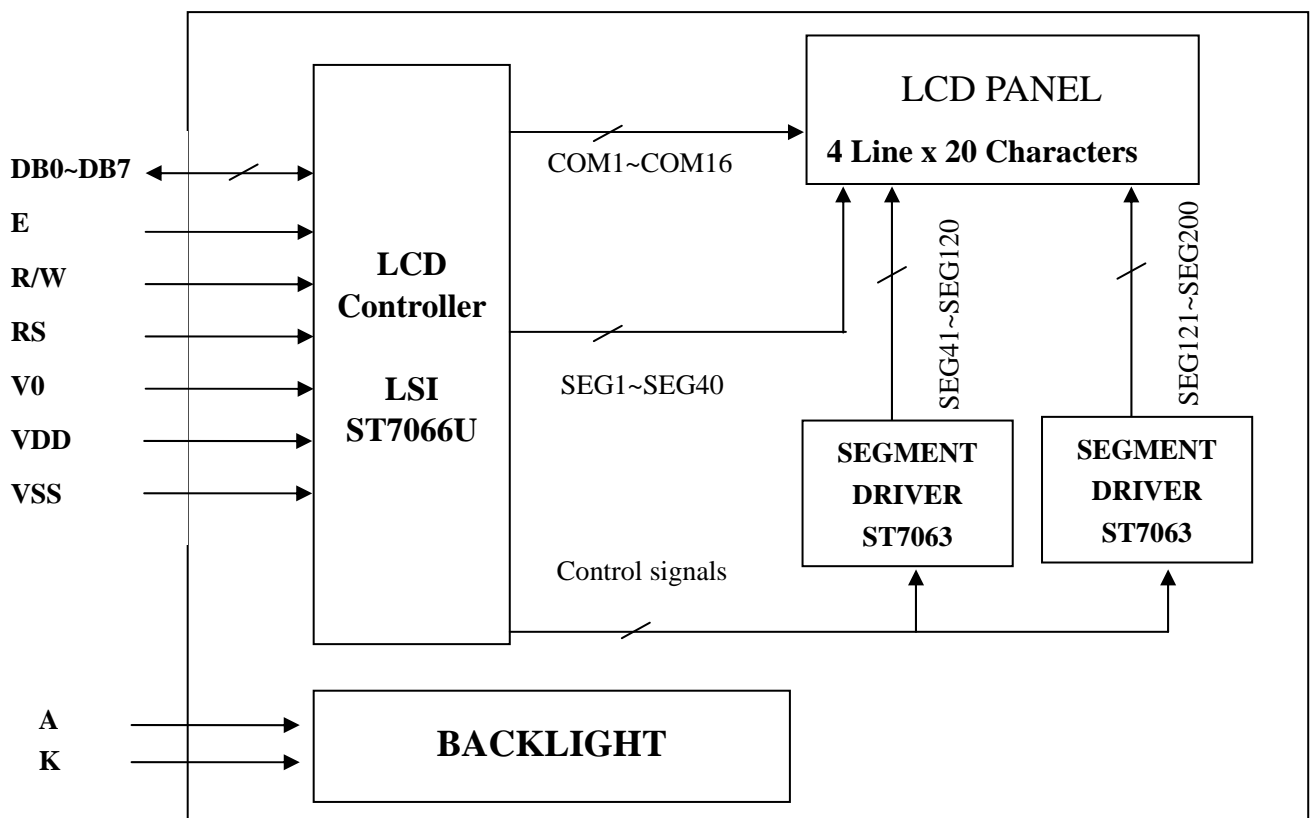 LCD PANEL
4 Line x 20 Characters
DB0~DB7
E
R/W
RS
V0
VDD
VSS
LCD
Controller
LSI
ST7066U
COM1~COM16
SEG1~SEG40
SEG41~SEG120
SEG121~SEG200
SEGMENT
DRIVER
ST7063
SEGMENT
DRIVER
ST7063
Control signals
A
K
BACKLIGHT